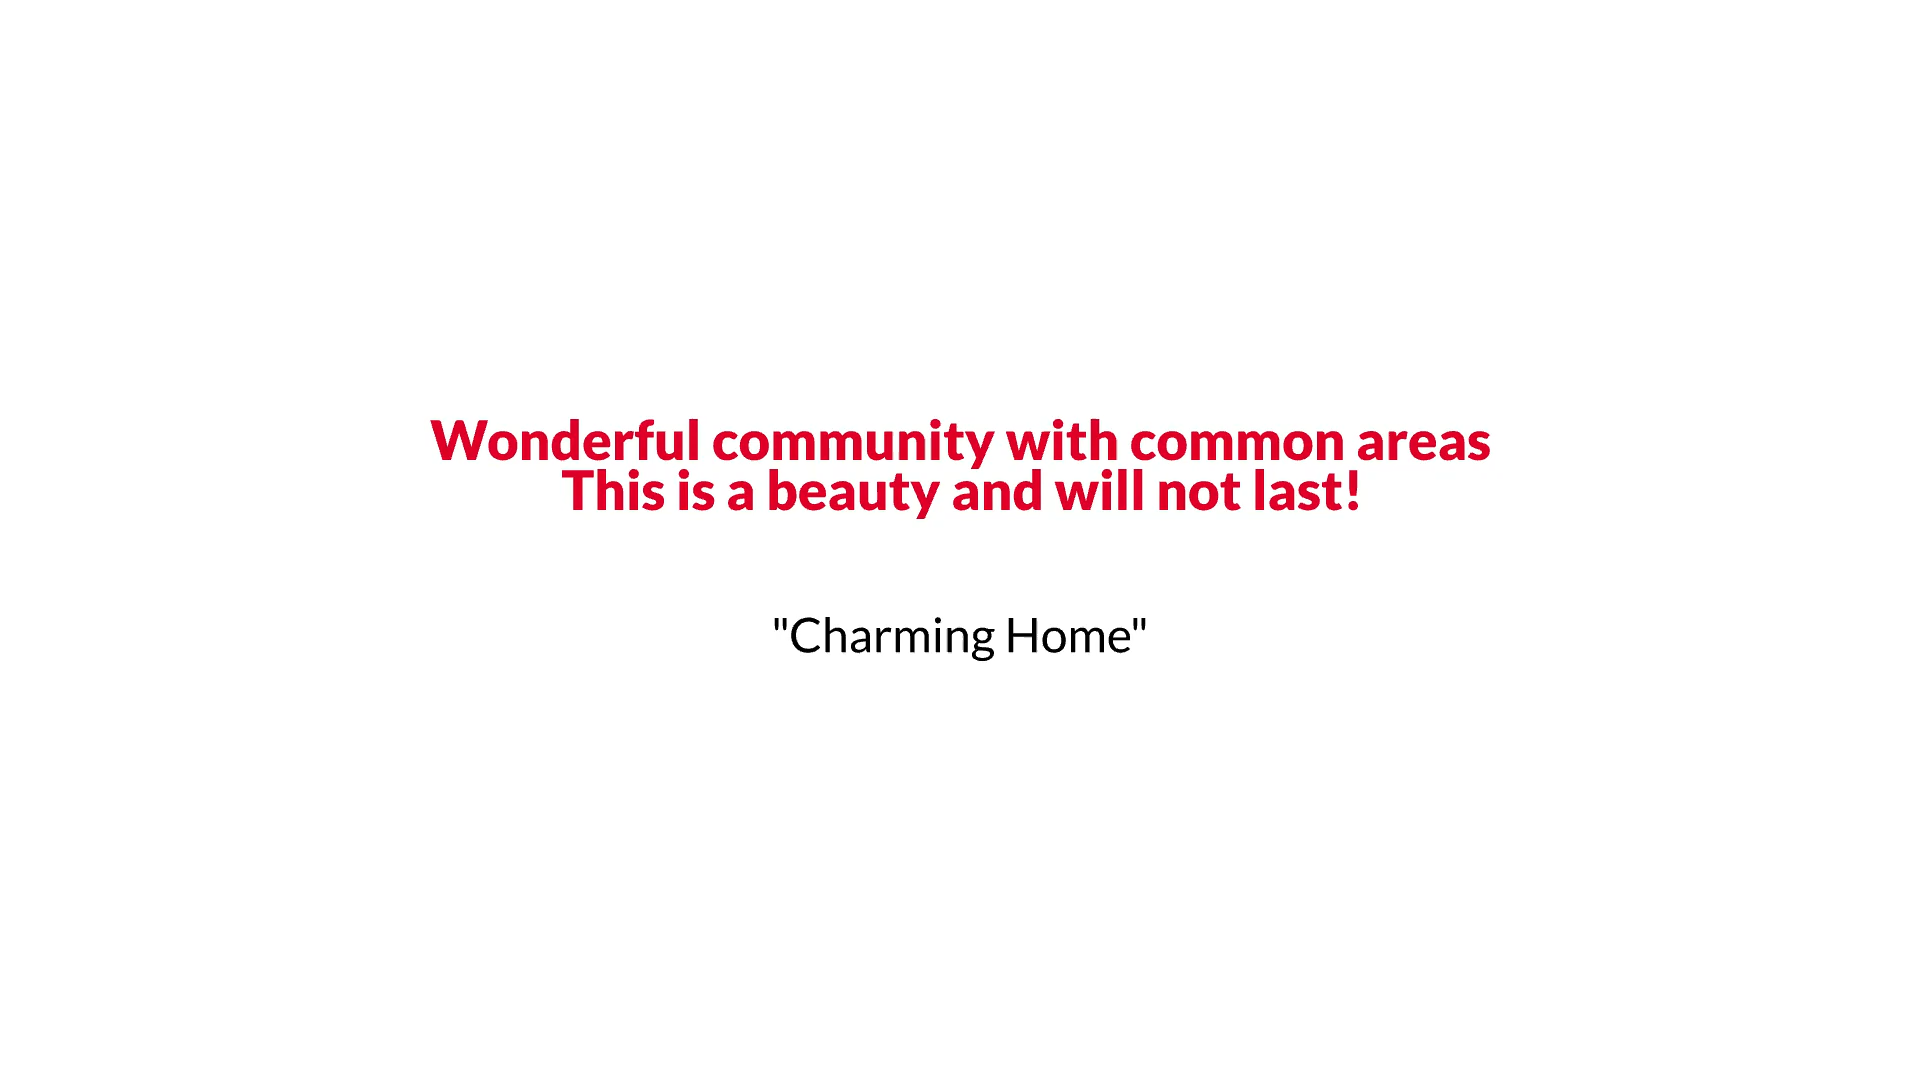 Wonderful community with common areas
This is a beauty and will not last!
"Charming Home"